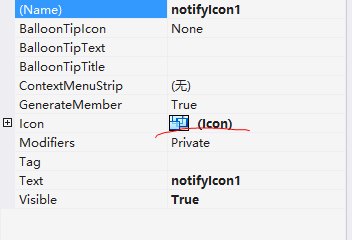 (Name) notifyIcon1
BalloonTipIcon None
BalloonTipText
BalloonTipTitle
ContextMenuStrip (无)
GenerateMember True
Icon (Icon)
Modifiers Private
Tag
Text notifyIcon1
Visible True